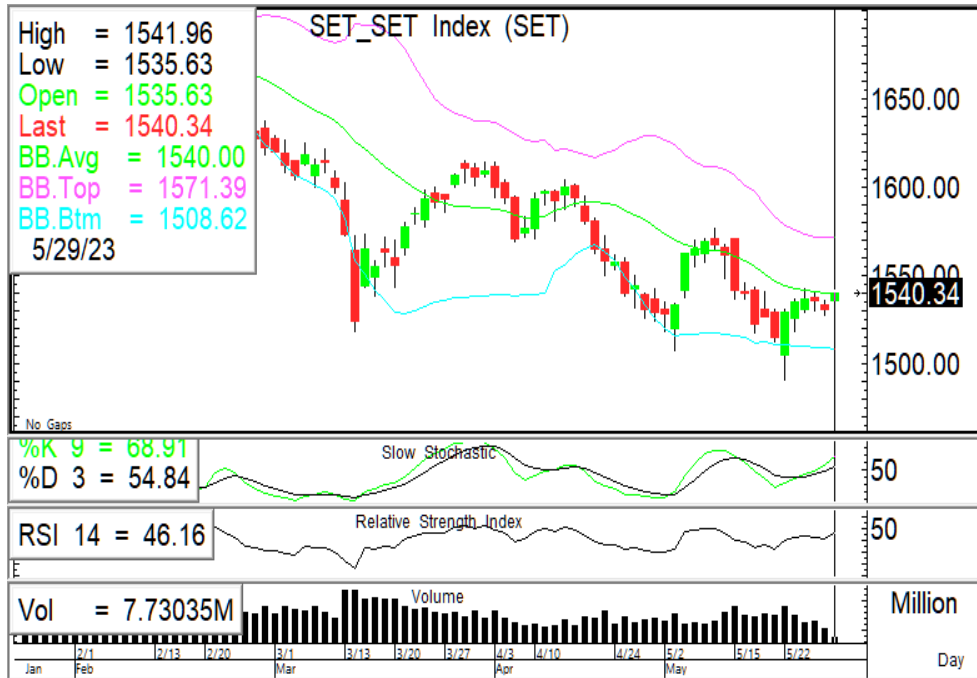 SET_SET Index (SET)
High = 1541.96
Low = 1535.63
Open = 1535.63
Last = 1540.34
BB.Avg = 1540.00
BB.Top = 1571.39
BB.Btm = 1508.62
5/29/23
1650.00
1600.00
1550.00
1540.34
1500.00
No Gaps
%K 9 = 68.91
%D 3 = 54.84
Slow Stochastic
50
RSI 14 = 46.16
Relative Strength Index
50
Vol = 7.73035M
Volume
Million
2/1 2/13 2/20 3/1 3/13 3/20 3/27 4/3 4/10 4/24 5/2 5/15 5/22
Jan Feb Mar Apr May
Day